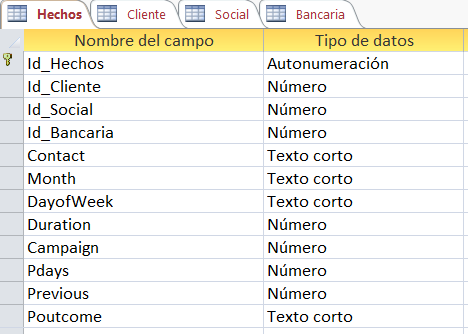 Hechos Cliente Social Bancaria
Nombre del campo Tipo de datos
Id_Hechos Autonumeración
Id_Cliente Número
Id_Social Número
Id_Bancaria Número
Contact Texto corto
Month Texto corto
DayofWeek Texto corto
Duration Número
Campaign Número
Pdays Número
Previous Número
Poutcome Texto corto